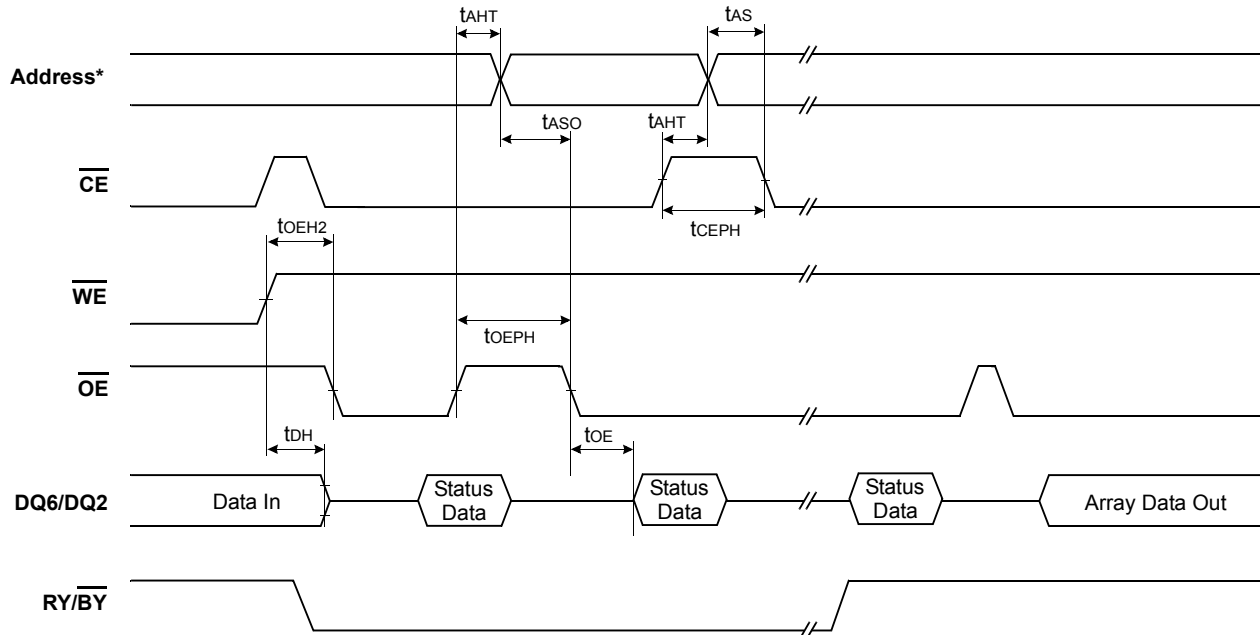 tAHT
tAS
Address*
tASO
tAHT
CE
tOEH2
tCEPH
WE
tOEPH
OE
tDH
tOE
DQ6/DQ2
Data In
Status
Data
Status
Data
Status
Data
Array Data Out
RY/BY